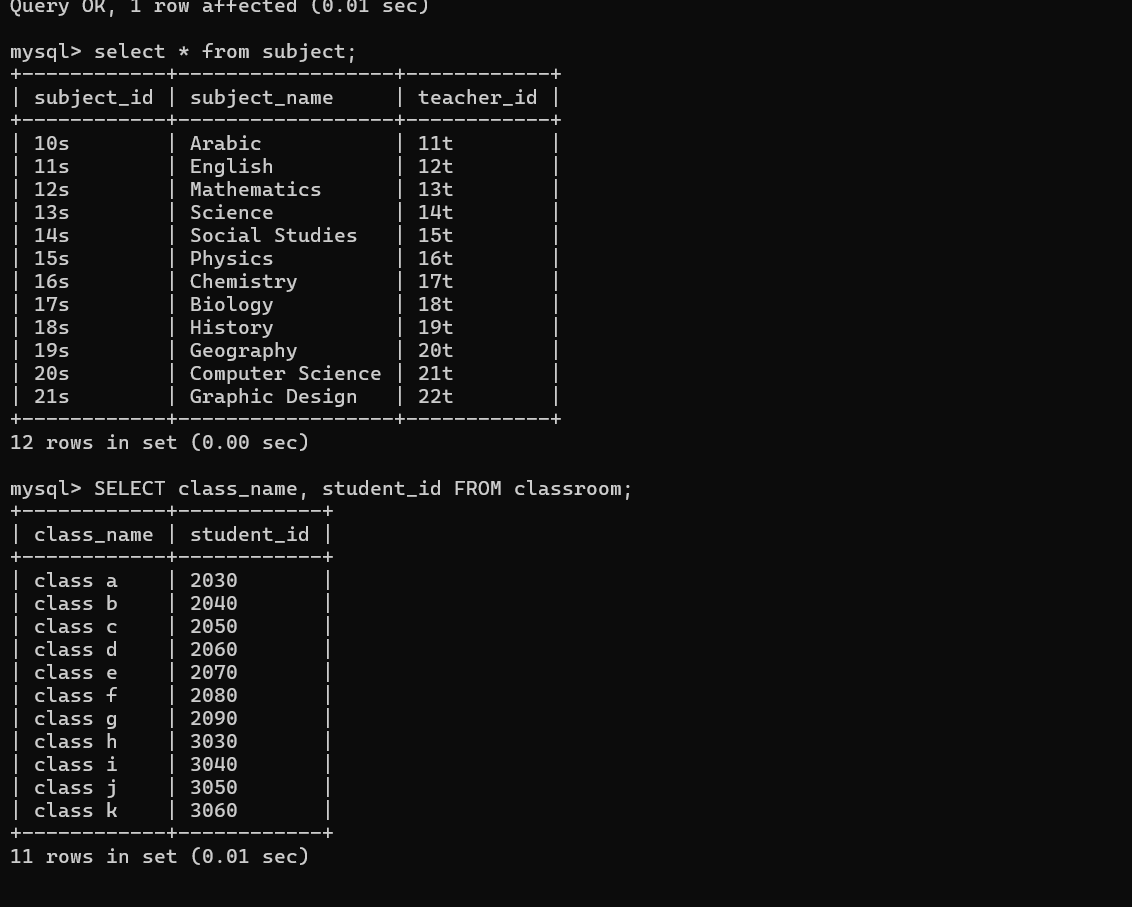 Query OK, 1 row affected (0.01 sec)
mysql> select * from subject;
+------------+------------------+------------+
| subject_id | subject_name     | teacher_id |
+------------+------------------+------------+
| 10s        | Arabic           | 11t        |
| 11s        | English          | 12t        |
| 12s        | Mathematics      | 13t        |
| 13s        | Science          | 14t        |
| 14s        | Social Studies   | 15t        |
| 15s        | Physics          | 16t        |
| 16s        | Chemistry        | 17t        |
| 17s        | Biology          | 18t        |
| 18s        | History          | 19t        |
| 19s        | Geography        | 20t        |
| 20s        | Computer Science | 21t        |
| 21s        | Graphic Design   | 22t        |
+------------+------------------+------------+
12 rows in set (0.00 sec)
mysql> SELECT class_name, student_id FROM classroom;
+------------+------------+
| class_name | student_id |
+------------+------------+
| class a    | 2030       |
| class b    | 2040       |
| class c    | 2050       |
| class d    | 2060       |
| class e    | 2070       |
| class f    | 2080       |
| class g    | 2090       |
| class h    | 3030       |
| class i    | 3040       |
| class j    | 3050       |
| class k    | 3060       |
+------------+------------+
11 rows in set (0.01 sec)